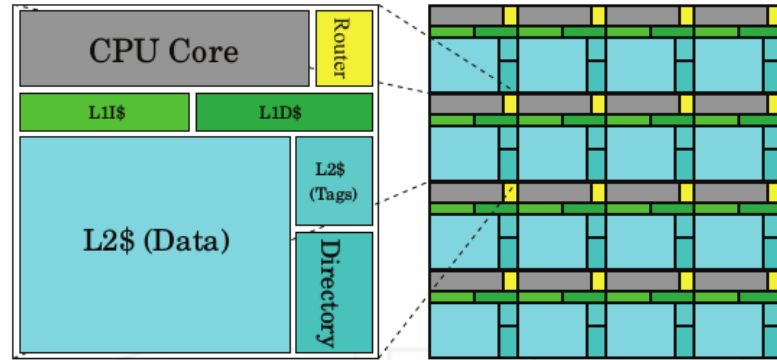 CPU Core
Router
L1I$
L1D$
L2$
(Tags)
L2$ (Data)
Directory